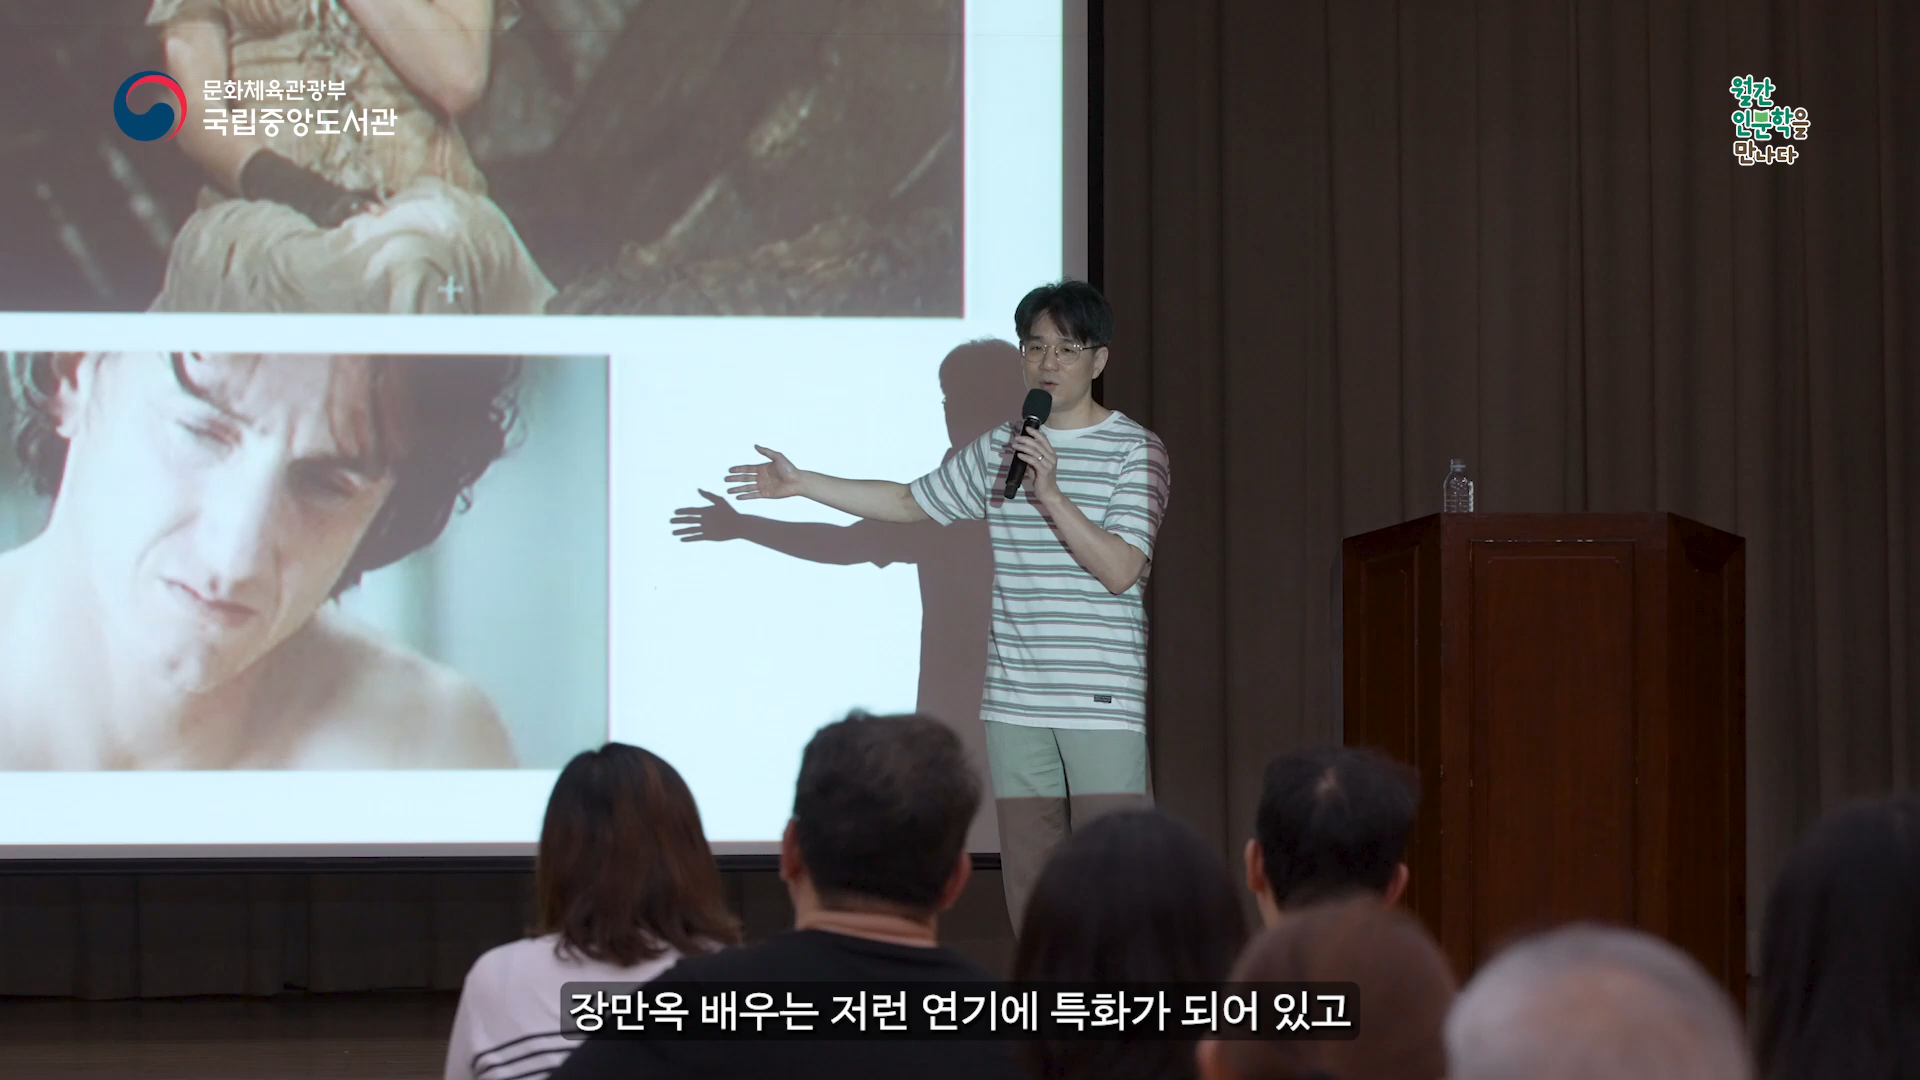 문화체육관광부
국립중앙도서관
월간
인문학을
만나다
장만옥 배우는 저런 연기에 특화가 되어 있고